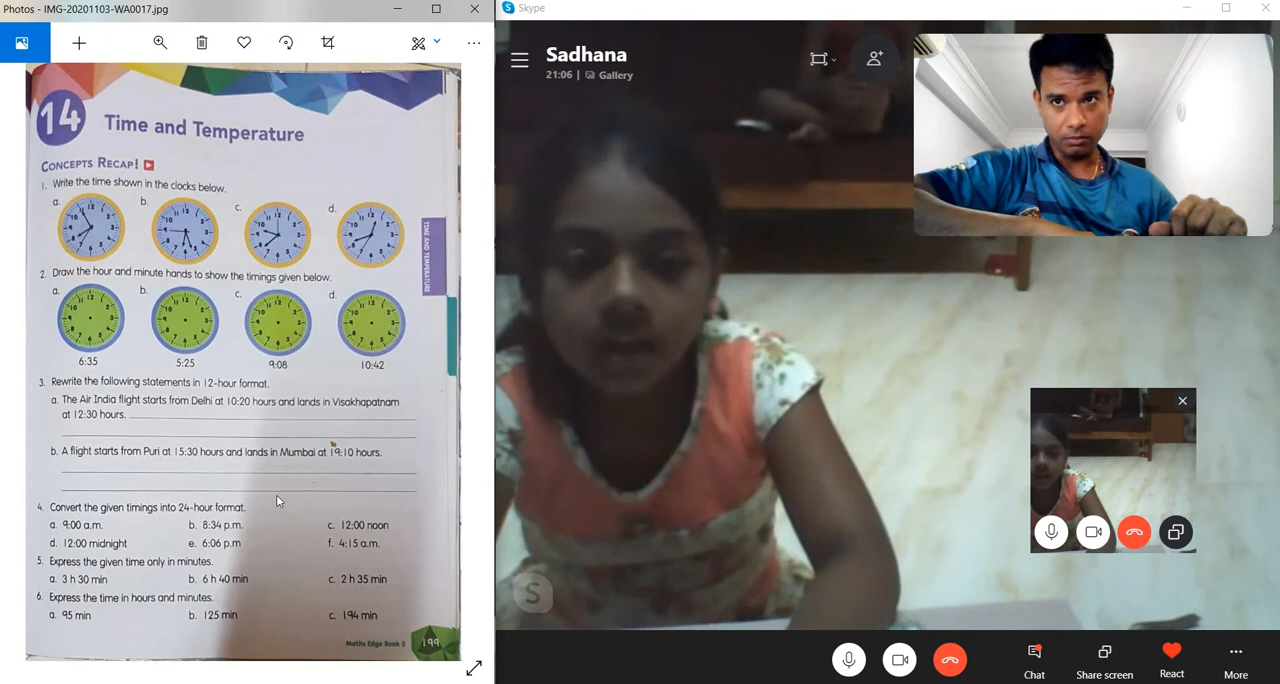 Photos - IMG-20201103-WA0017.jpg
14
Time and Temperature
CONCEPTS RECAP!
1. Write the time shown in the clocks below.
a. b. c. d.
TIME AND TEMPERATURE
2. Draw the hour and minute hands to show the timings given below.
a. b. c. d.
6:35 5:25 9:08 10:42
3. Rewrite the following statements in 12-hour format.
a. The Air India flight starts from Delhi at 10:20 hours and lands in Visakhapatnam
at 12:30 hours.
b. A flight starts from Puri at 15:30 hours and lands in Mumbai at 19:10 hours.
4. Convert the given timings into 24-hour format.
a. 9:00 a.m. b. 8:34 p.m. c. 12:00 noon
d. 12:00 midnight e. 6:06 p.m f. 4:15 a.m.
5. Express the given time only in minutes.
a. 3 h 30 min b. 6 h 40 min c. 2 h 35 min
6. Express the time in hours and minutes.
a. 95 min b. 125 min c. 194 min
Maths Edge Book 5 199
Skype
Sadhana
21:06 | Gallery
S
Chat Share screen React More